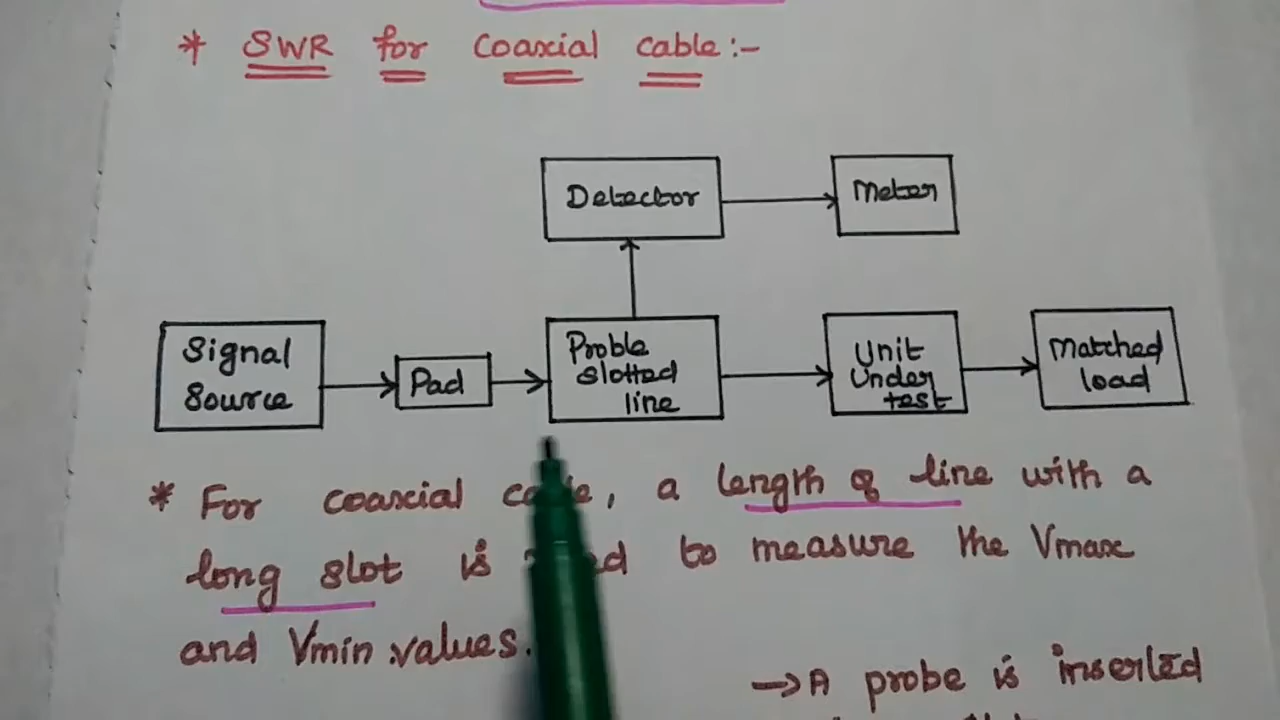 * SWR for coaxial cable:-
Detector
Meter
Signal
Source
Pad
Proble
slotted
line
Unit
Under
test
Matched
load
* For coaxial, a length of line with a
long slot is to measure the Vmax
and Vmin values.
→ A probe is inserted